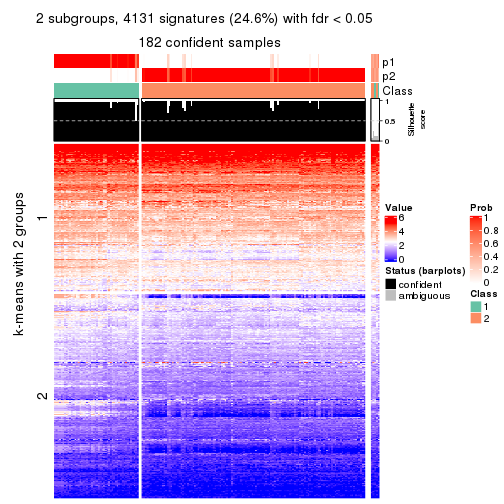 2 subgroups, 4131 signatures (24.6%) with fdr < 0.05
182 confident samples
p1
p2
Class
1
0.5
0
Silhouette
score
k-means with 2 groups
1
2
Value
6
4
2
0
Status (barplots)
confident
ambiguous
Prob
1
0.8
0.6
0.4
0.2
0
Class
1
2